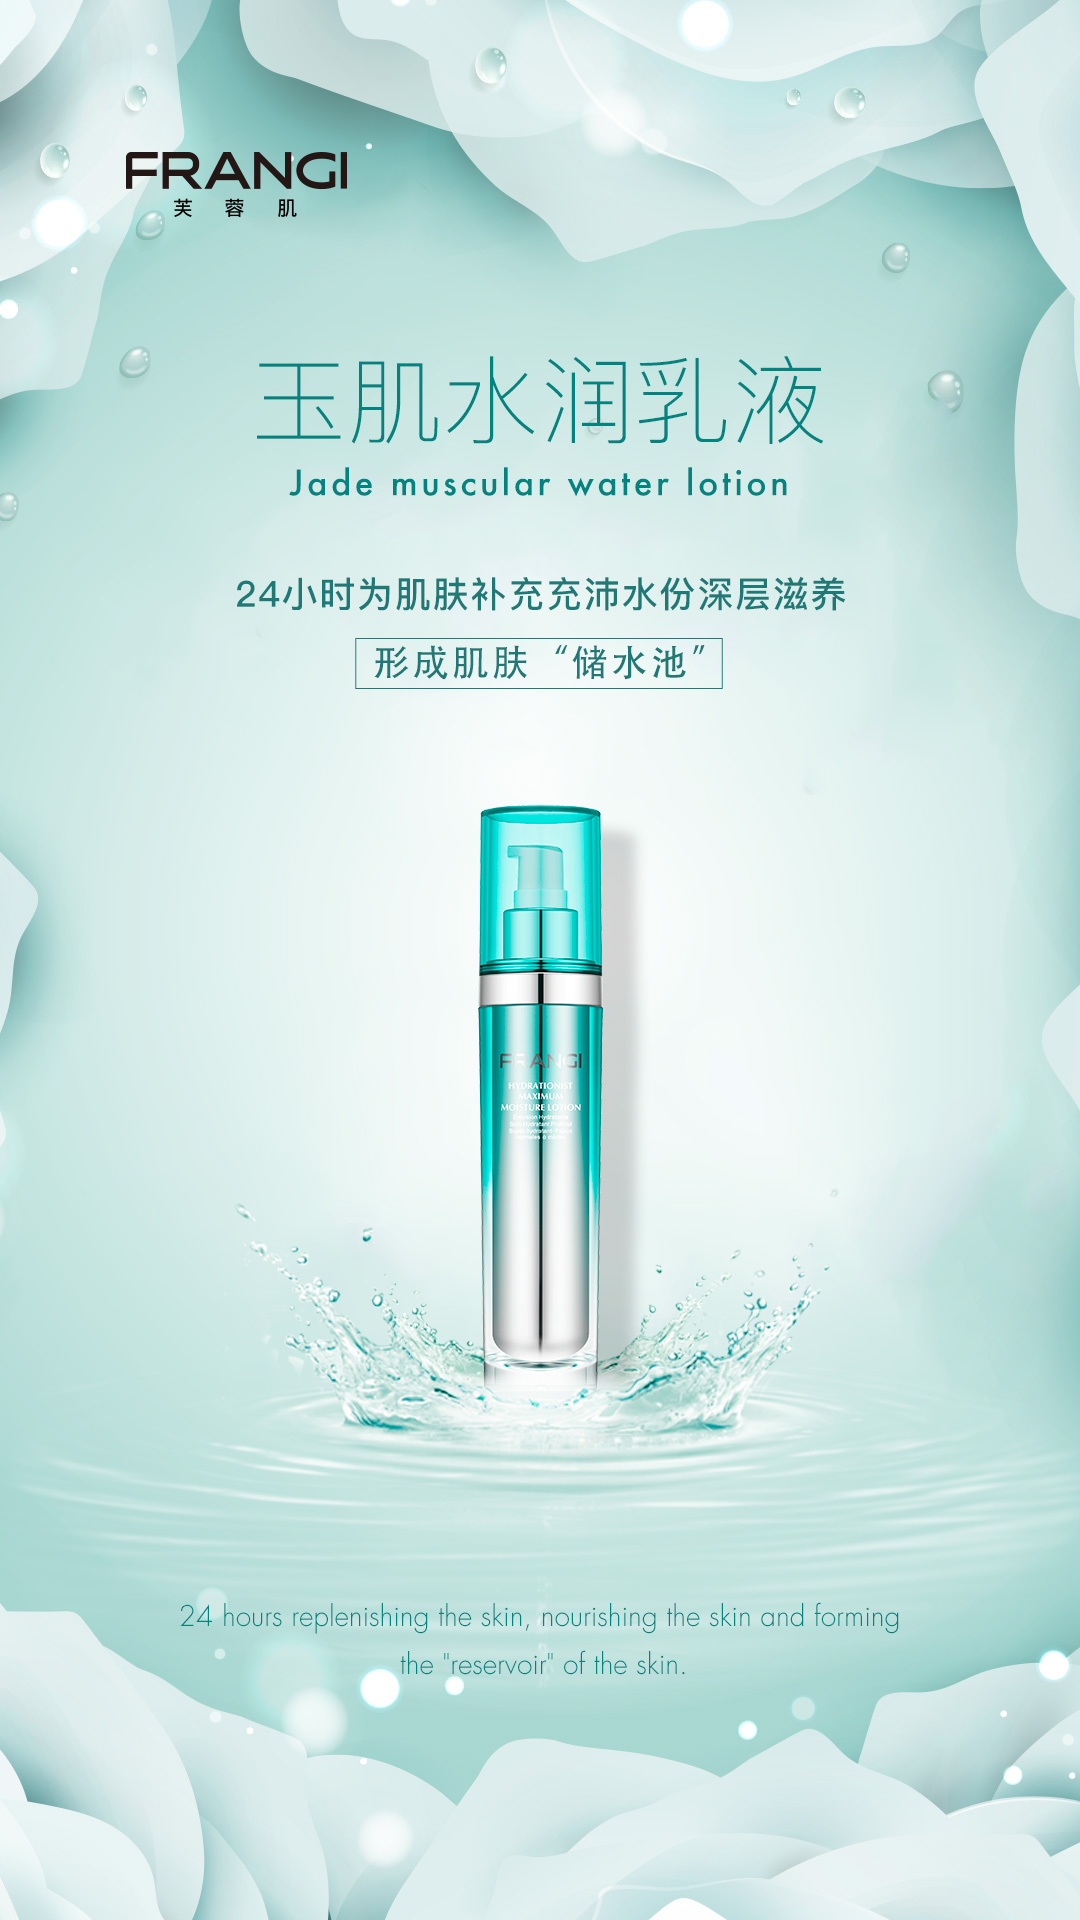 FRANGI
芙蓉肌
玉肌水润乳液
Jade muscular water lotion
24小时为肌肤补充充沛水份深层滋养
形成肌肤“储水池”
FRANGI
HYDRATIONIST
MAXIMUM
MOISTURE LOTION
24 hours replenishing the skin, nourishing the skin and forming
the "reservoir" of the skin.